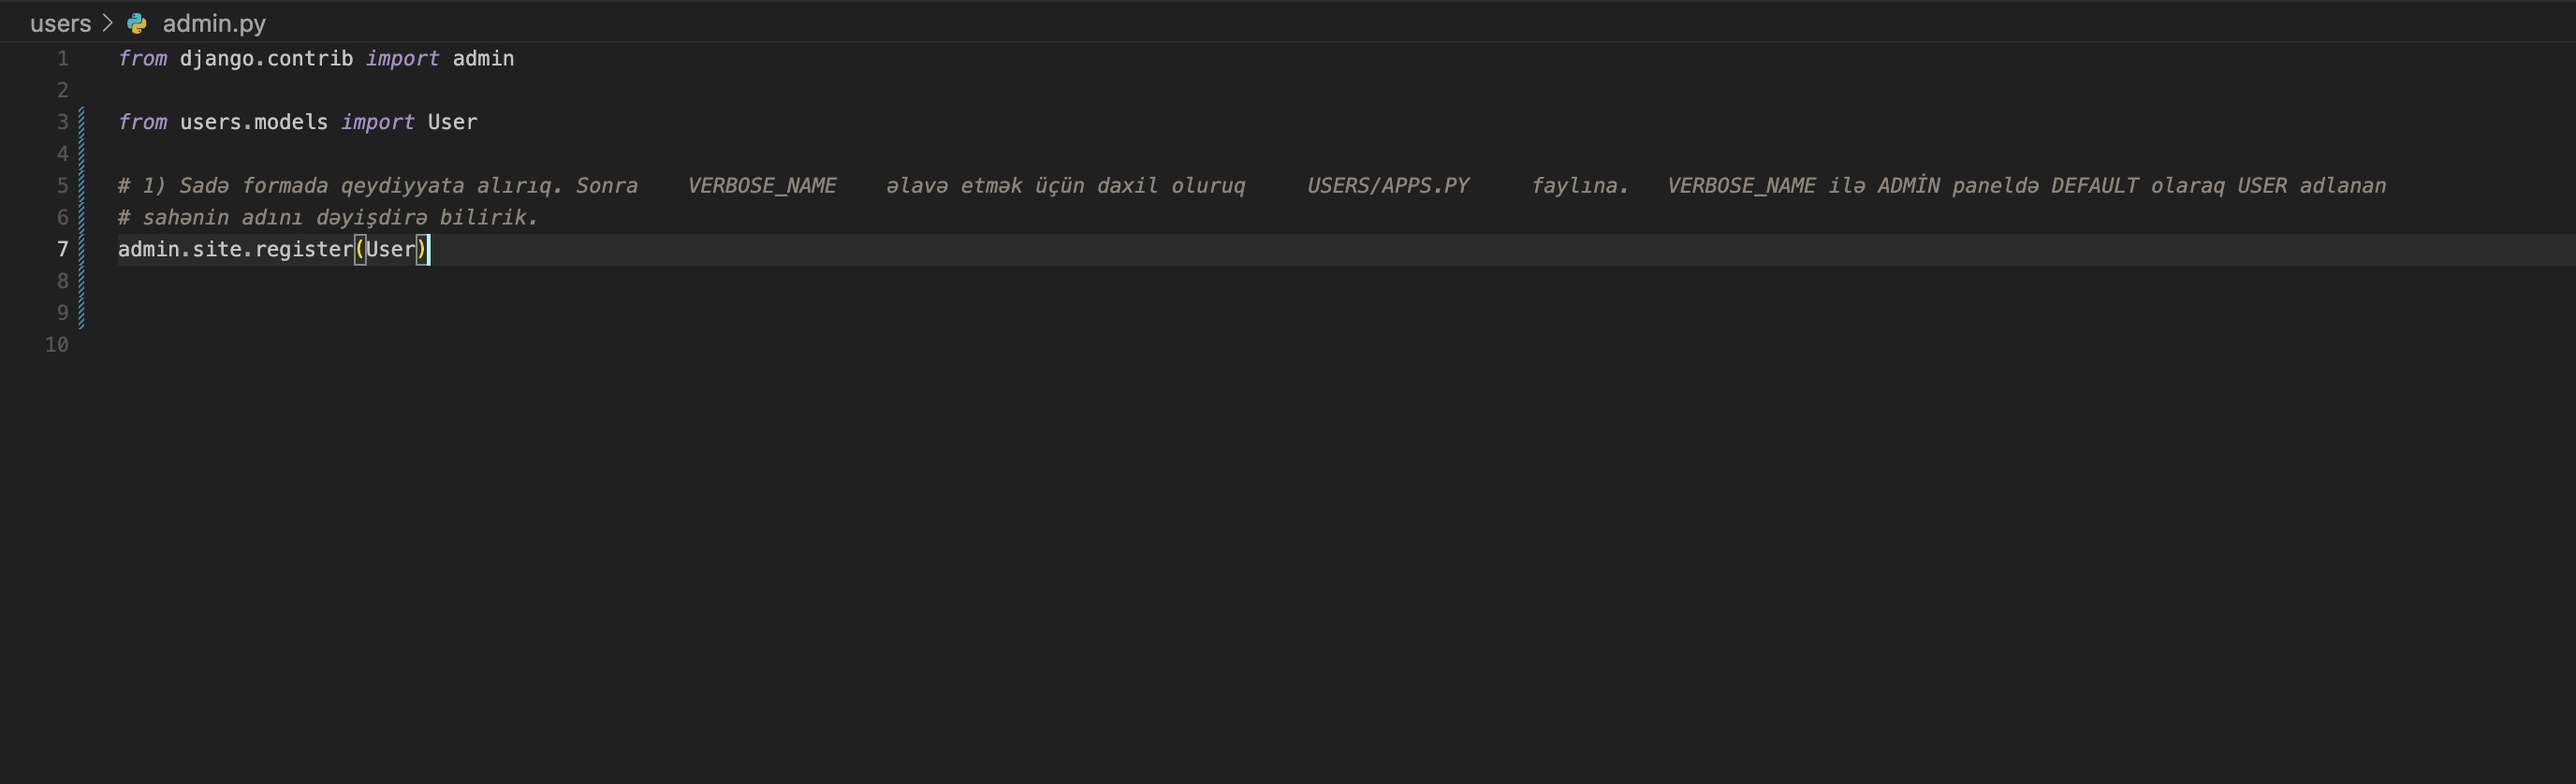 users > admin.py
1 from django.contrib import admin
2
3 from users.models import User
4
5 # 1) Sadə formada qeydiyyata alırıq. Sonra    VERBOSE_NAME    əlavə etmək üçün daxil oluruq     USERS/APPS.PY     faylına.   VERBOSE_NAME ilə ADMİN paneldə DEFAULT olaraq USER adlanan
6 # sahənin adını dəyişdirə bilirik.
7 admin.site.register(User)
8
9
10